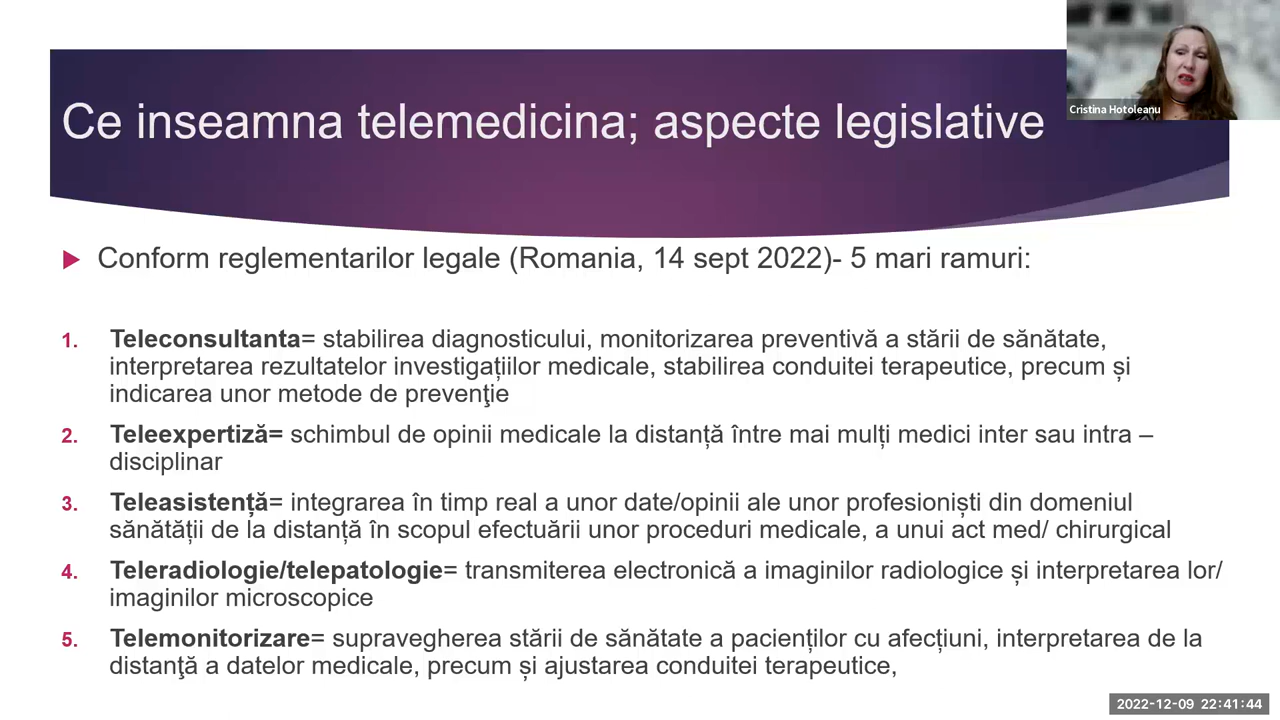 Ce inseamna telemedicina; aspecte legislative
Cristina Hotoleanu
Conform reglementarilor legale (Romania, 14 sept 2022)- 5 mari ramuri:
1. Teleconsultanta= stabilirea diagnosticului, monitorizarea preventivă a stării de sănătate,
interpretarea rezultatelor investigațiilor medicale, stabilirea conduitei terapeutice, precum și
indicarea unor metode de prevenţie
2. Teleexpertiză= schimbul de opinii medicale la distanță între mai mulți medici inter sau intra –
disciplinar
3. Teleasistență= integrarea în timp real a unor date/opinii ale unor profesioniști din domeniul
sănătății de la distanță în scopul efectuării unor proceduri medicale, a unui act med/ chirurgical
4. Teleradiologie/telepatologie= transmiterea electronică a imaginilor radiologice și interpretarea lor/
imaginilor microscopice
5. Telemonitorizare= supravegherea stării de sănătate a pacienților cu afecțiuni, interpretarea de la
distanţă a datelor medicale, precum și ajustarea conduitei terapeutice,
2022-12-09 22:41:44